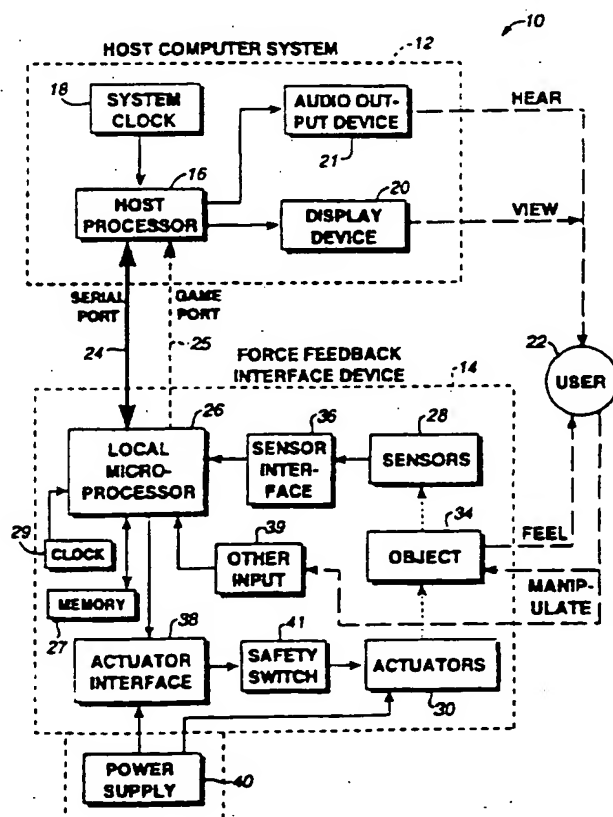 10
HOST COMPUTER SYSTEM
12
18
SYSTEM
CLOCK
AUDIO OUT-
PUT DEVICE
21
HEAR
16
HOST
PROCESSOR
20
DISPLAY
DEVICE
VIEW
SERIAL
PORT
24
GAME
PORT
25
FORCE FEEDBACK
INTERFACE DEVICE
14
22
USER
26
LOCAL
MICRO-
PROCESSOR
36
SENSOR
INTER-
FACE
28
SENSORS
29
CLOCK
39
OTHER
INPUT
34
OBJECT
FEEL
MANIP-
ULATE
MEMORY
27
38
ACTUATOR
INTERFACE
41
SAFETY
SWITCH
ACTUATORS
30
POWER
SUPPLY
40